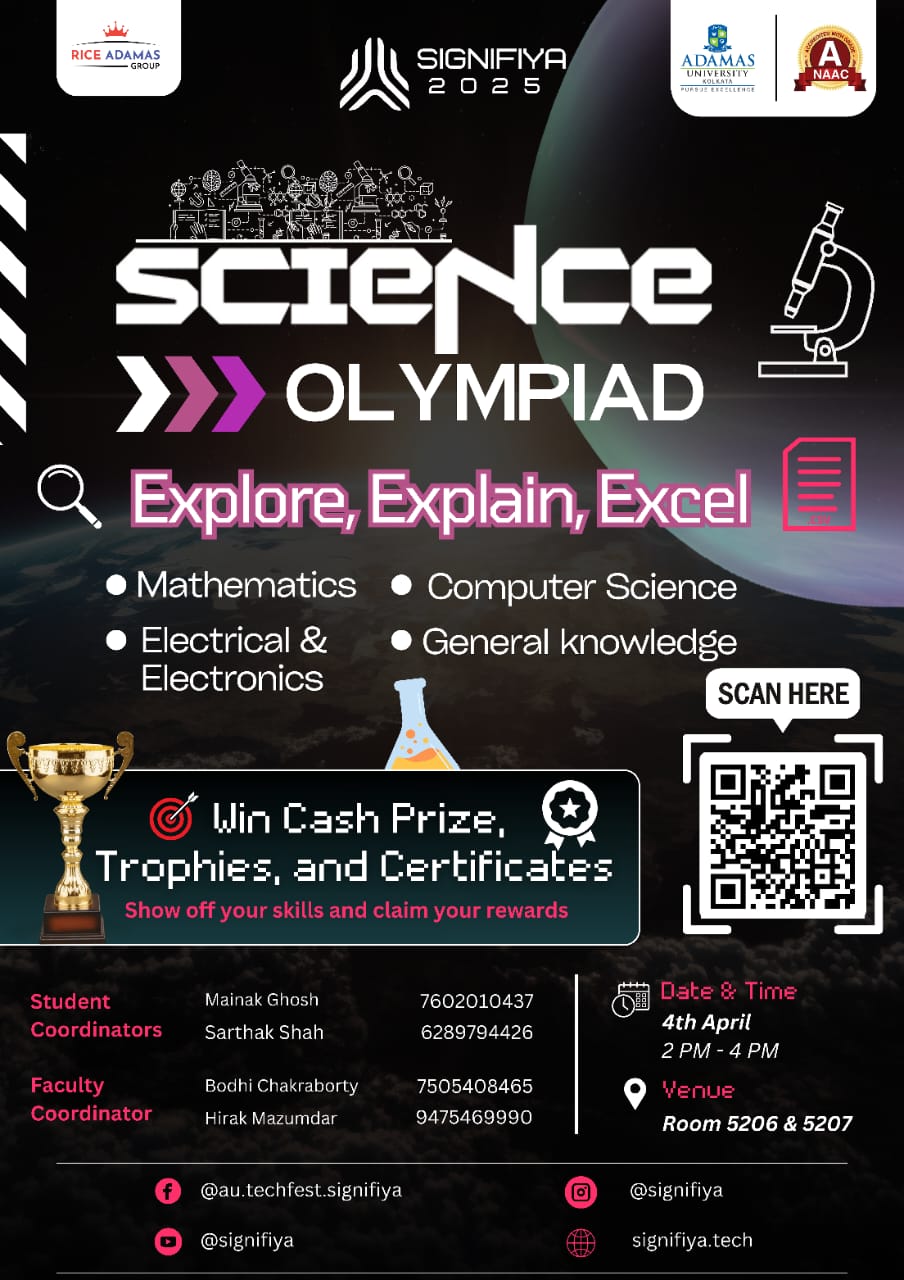 RICE ADAMAS
GROUP
SIGNIFIYA
2025
ADAMAS
UNIVERSITY
KOLKATA
PURSUE EXCELLENCE
ACCREDITED WITH GRADE
A
NAAC
SCIENCE
OLYMPIAD
Explore, Explain, Excel
Mathematics
Computer Science
Electrical &
Electronics
General knowledge
SCAN HERE
Win Cash Prize,
Trophies, and Certificates
Show off your skills and claim your rewards
Student
Coordinators
Mainak Ghosh 7602010437
Sarthak Shah 6289794426
Faculty
Coordinator
Bodhi Chakraborty 7505408465
Hirak Mazumdar 9475469990
Date & Time
4th April
2 PM - 4 PM
Venue
Room 5206 & 5207
@au.techfest.signifiya
@signifiya
@signifiya
signifiya.tech